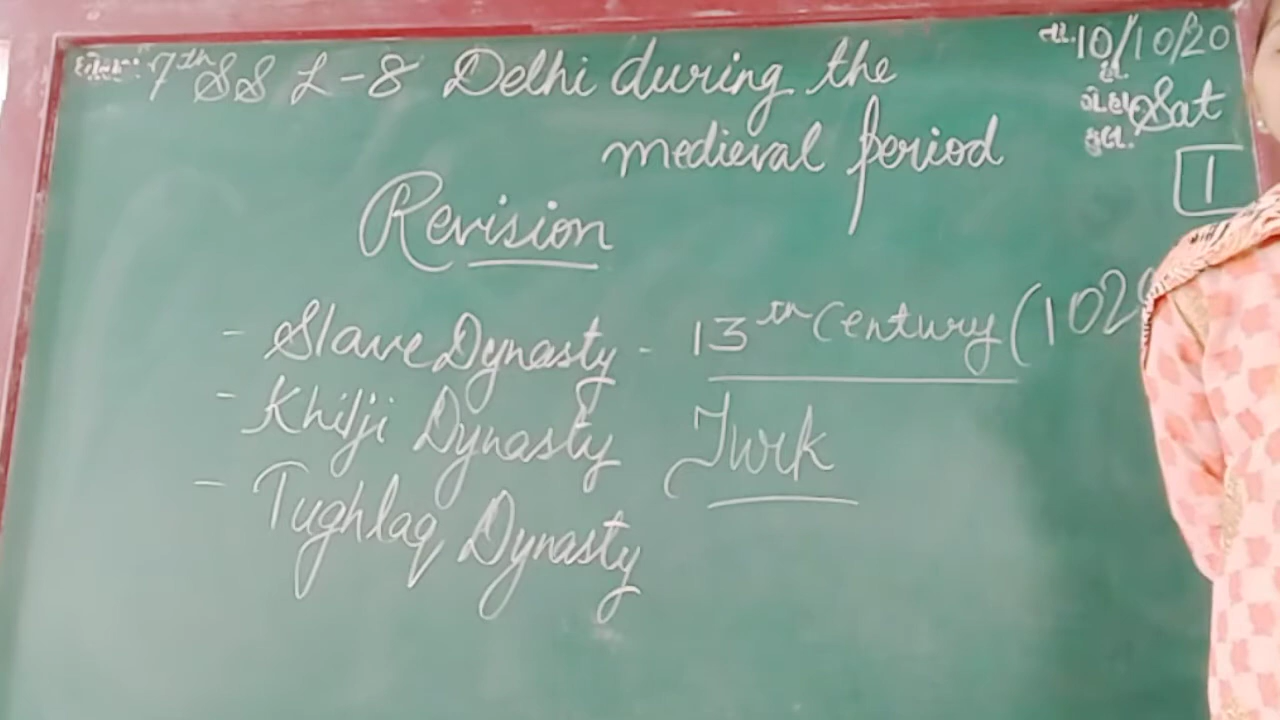 7th SS L-8 Delhi during the
medieval period
તા. 10/10/20
Sat
1
Revision
- Slave Dynasty - 13th Century (102
- Khilji Dynasty Turk
- Tughlaq Dynasty